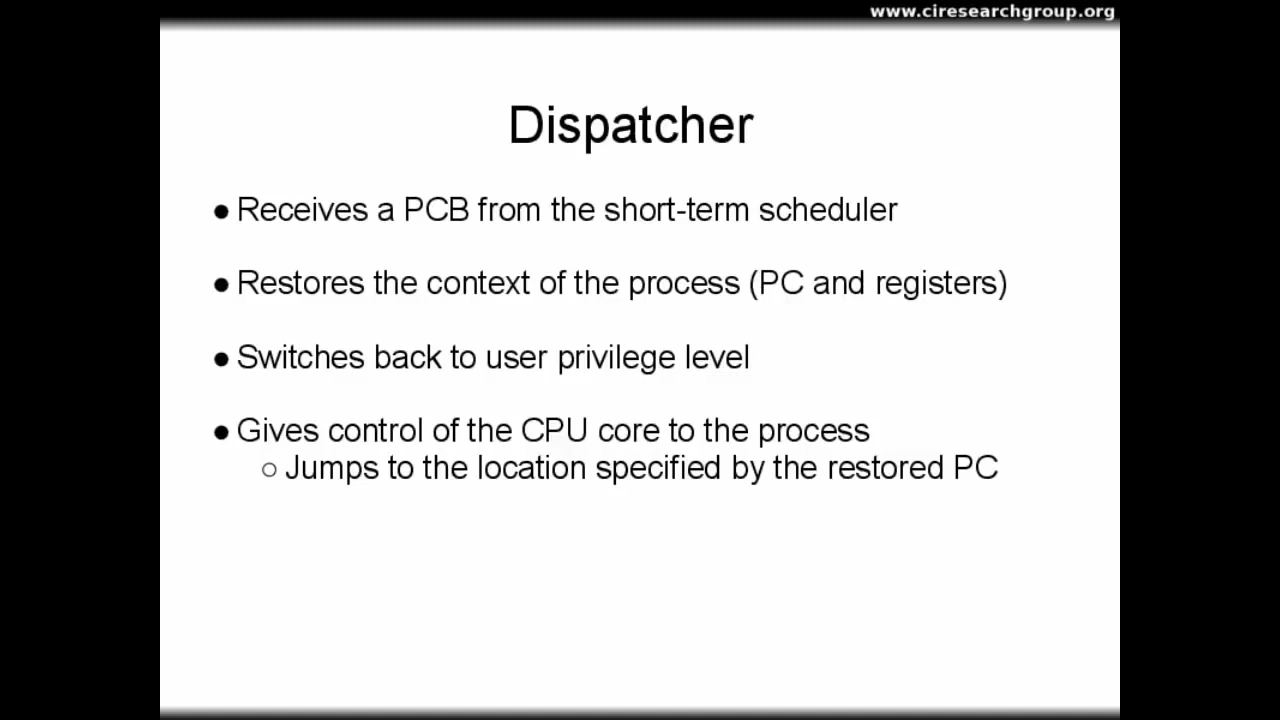 www.ciresearchgroup.org
Dispatcher
● Receives a PCB from the short-term scheduler
● Restores the context of the process (PC and registers)
● Switches back to user privilege level
● Gives control of the CPU core to the process
○ Jumps to the location specified by the restored PC